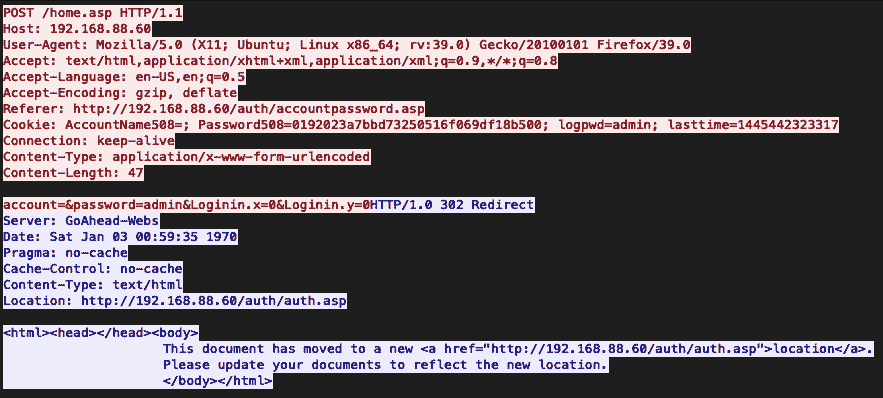 POST /home.asp HTTP/1.1
Host: 192.168.88.60
User-Agent: Mozilla/5.0 (X11; Ubuntu; Linux x86_64; rv:39.0) Gecko/20100101 Firefox/39.0
Accept: text/html,application/xhtml+xml,application/xml;q=0.9,*/*;q=0.8
Accept-Language: en-US,en;q=0.5
Accept-Encoding: gzip, deflate
Referer: http://192.168.88.60/auth/accountpassword.asp
Cookie: AccountName508=; Password508=0192023a7bbd73250516f069df18b500; logpwd=admin; lasttime=1445442323317
Connection: keep-alive
Content-Type: application/x-www-form-urlencoded
Content-Length: 47
account=&password=admin&Loginin.x=0&Loginin.y=0HTTP/1.0 302 Redirect
Server: GoAhead-Webs
Date: Sat Jan 03 00:59:35 1970
Pragma: no-cache
Cache-Control: no-cache
Content-Type: text/html
Location: http://192.168.88.60/auth/auth.asp
<html><head></head><body>
This document has moved to a new <a href="http://192.168.88.60/auth/auth.asp">location</a>.
Please update your documents to reflect the new location.
</body></html>